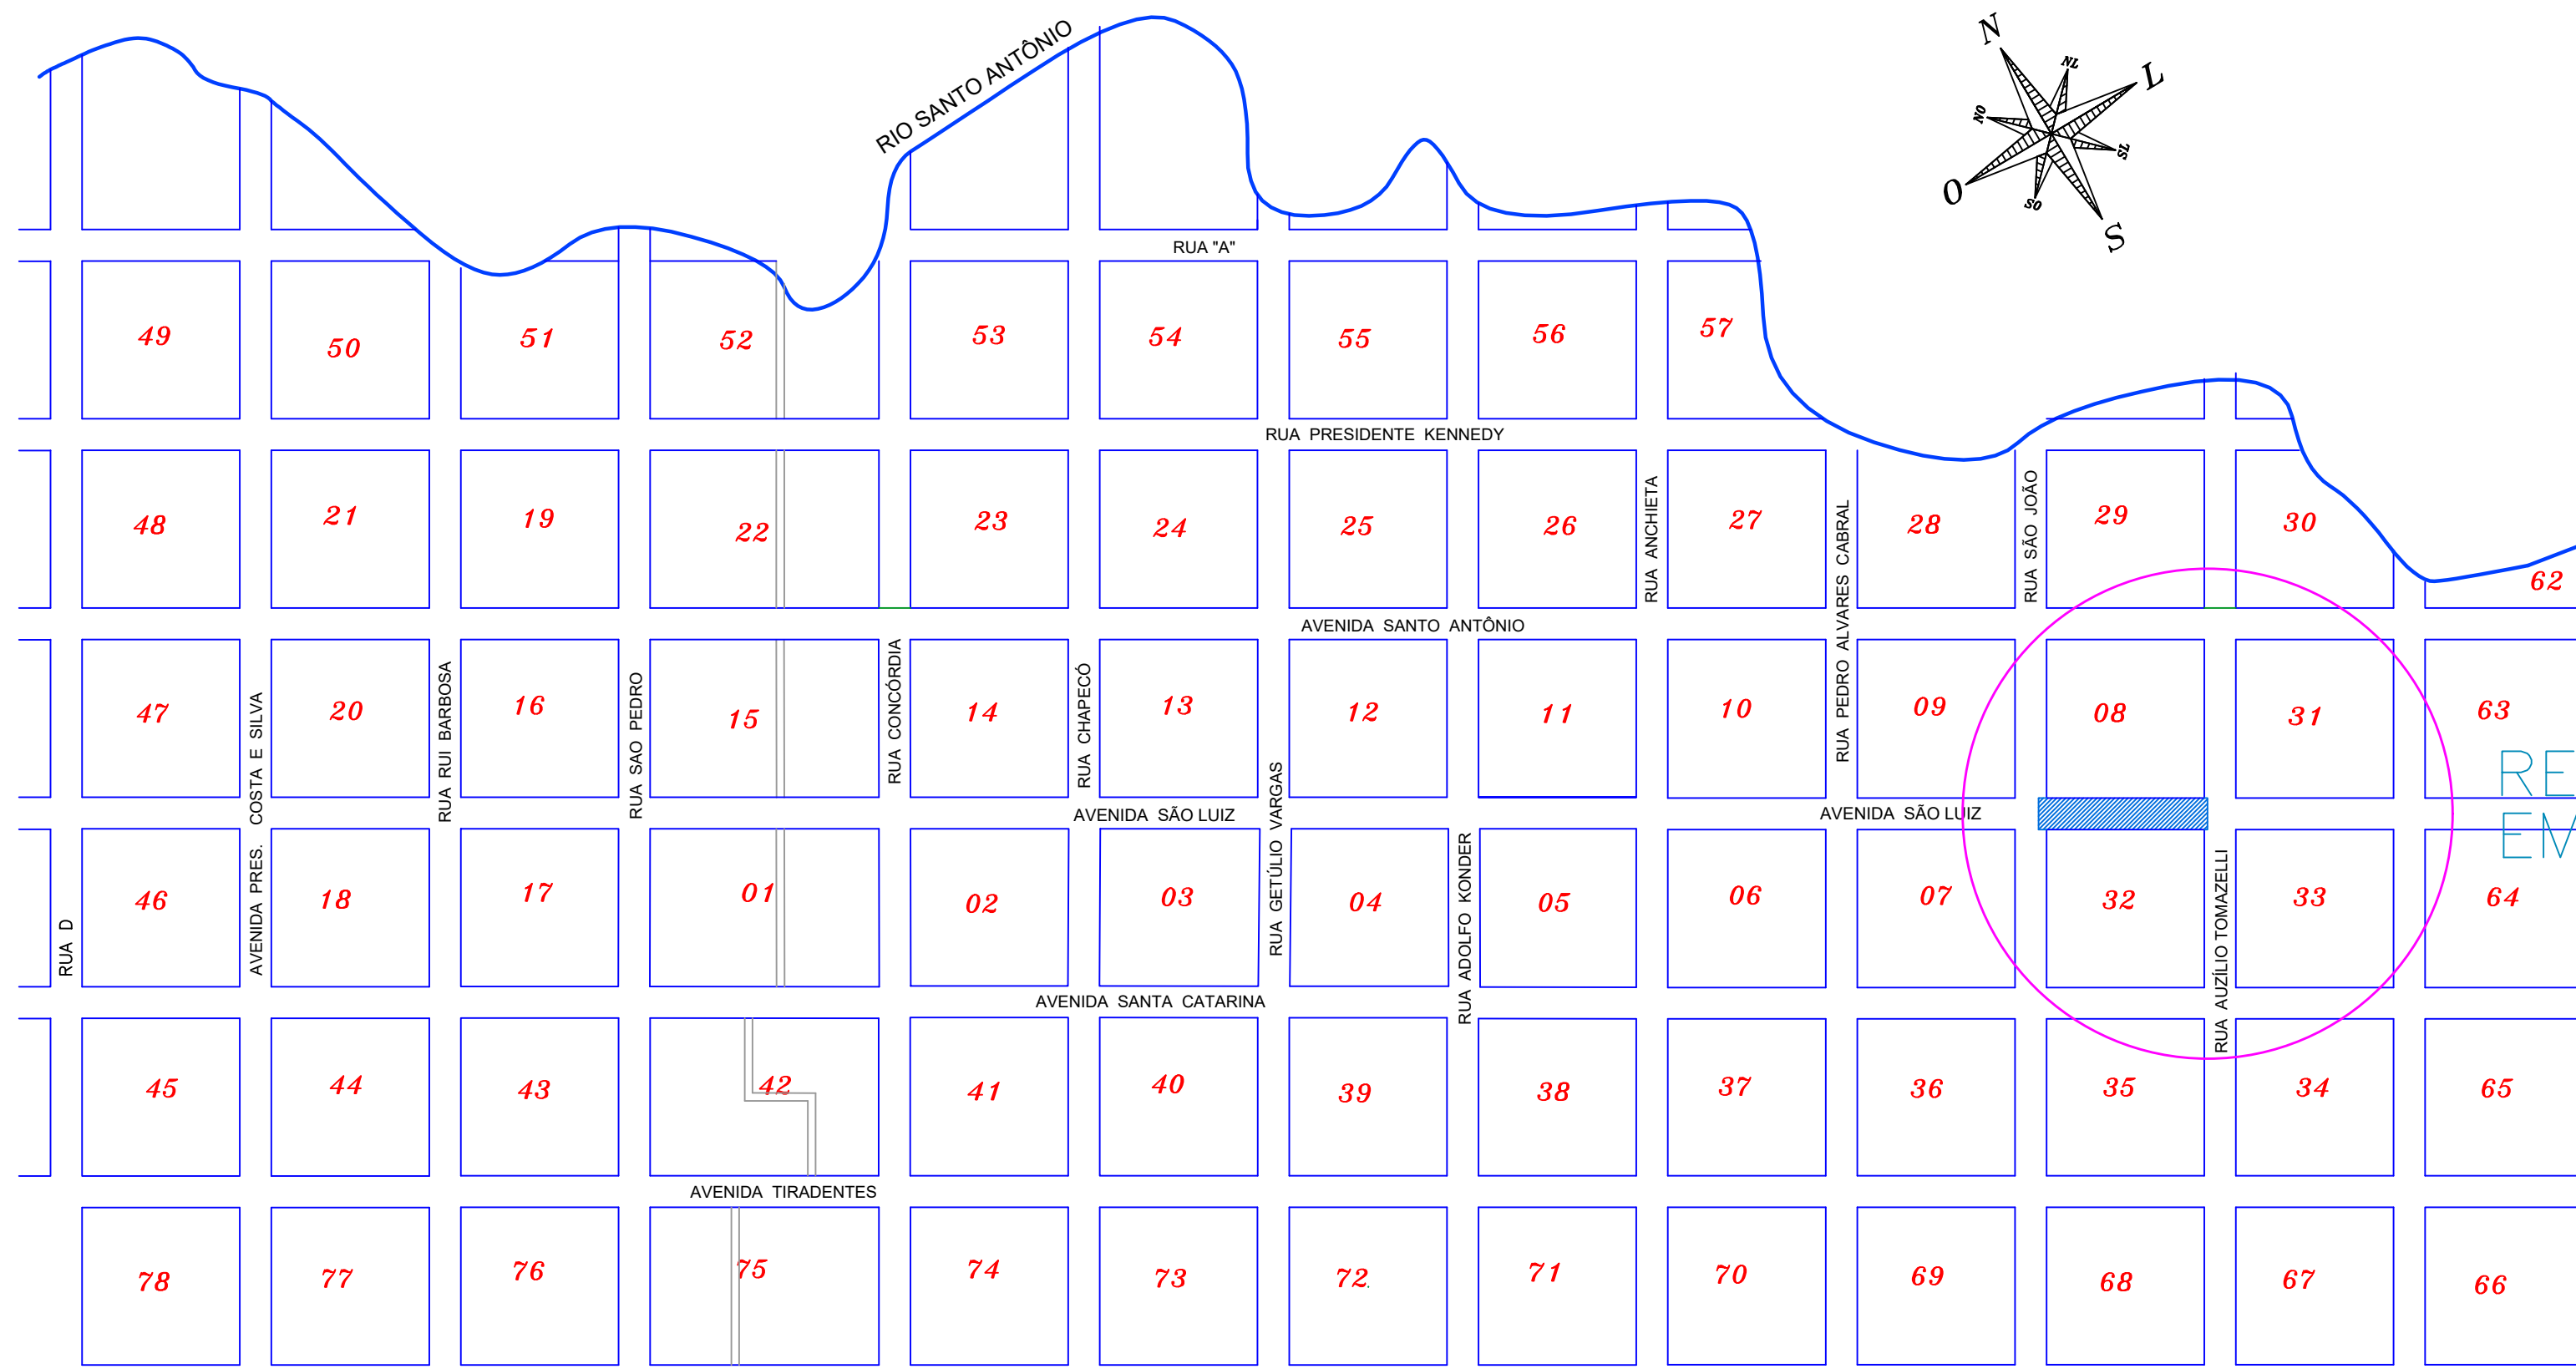 RIO SANTO ANTÔNIO
N
NL
L
NO
SL
O
SO
S
RUA "A"
49 50 51 52 53 54 55 56 57
RUA PRESIDENTE KENNEDY
48 21 19 22 23 24 25 26 27 28 29 30
62
RUA ANCHIETA
RUA PEDRO ALVARES CABRAL
RUA SÃO JOÃO
AVENIDA SANTO ANTÔNIO
47 20 16 15 14 13 12 11 10 09 08 31 63
AVENIDA PRES. COSTA E SILVA
RUA RUI BARBOSA
RUA SAO PEDRO
RUA CONCÓRDIA
RUA CHAPECÓ
RUA GETÚLIO VARGAS
RE
EM
AVENIDA SÃO LUIZ
AVENIDA SÃO LUIZ
46 18 17 01 02 03 04 05 06 07 32 33 64
RUA D
RUA ADOLFO KONDER
RUA AUZÍLIO TOMAZELLI
AVENIDA SANTA CATARINA
45 44 43 42 41 40 39 38 37 36 35 34 65
AVENIDA TIRADENTES
78 77 76 75 74 73 72. 71 70 69 68 67 66